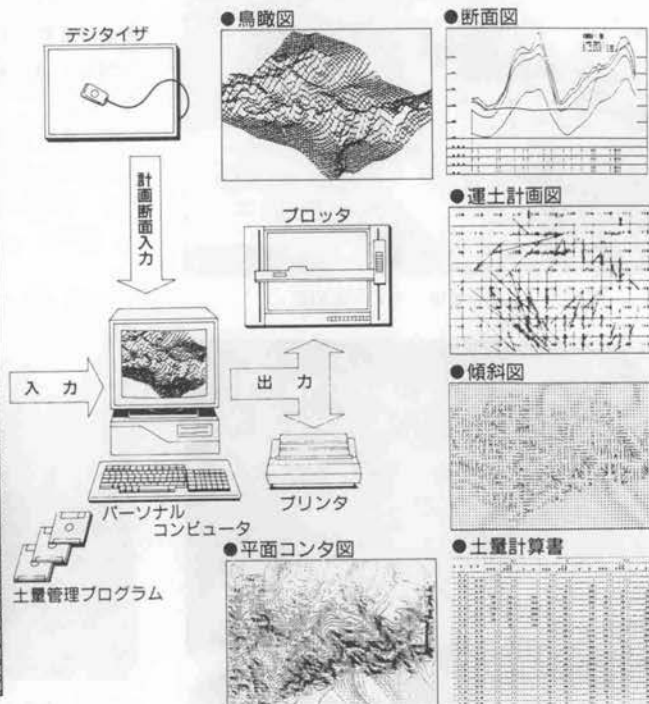 デジタイザ
計画断面入力
入力
パーソナル
コンピュータ
土量管理プログラム
出力
プロッタ
プリンタ
●鳥瞰図
●断面図
●運土計画図
●傾斜図
●平面コンタ図
●土量計算書